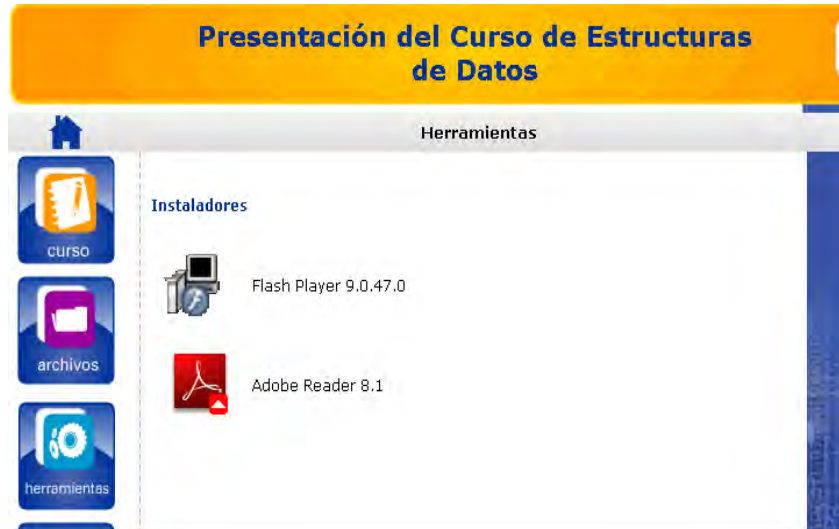 Presentación del Curso de Estructuras
de Datos
Herramientas
curso
Instaladores
Flash Player 9.0.47.0
archivos
Adobe Reader 8.1
herramientas